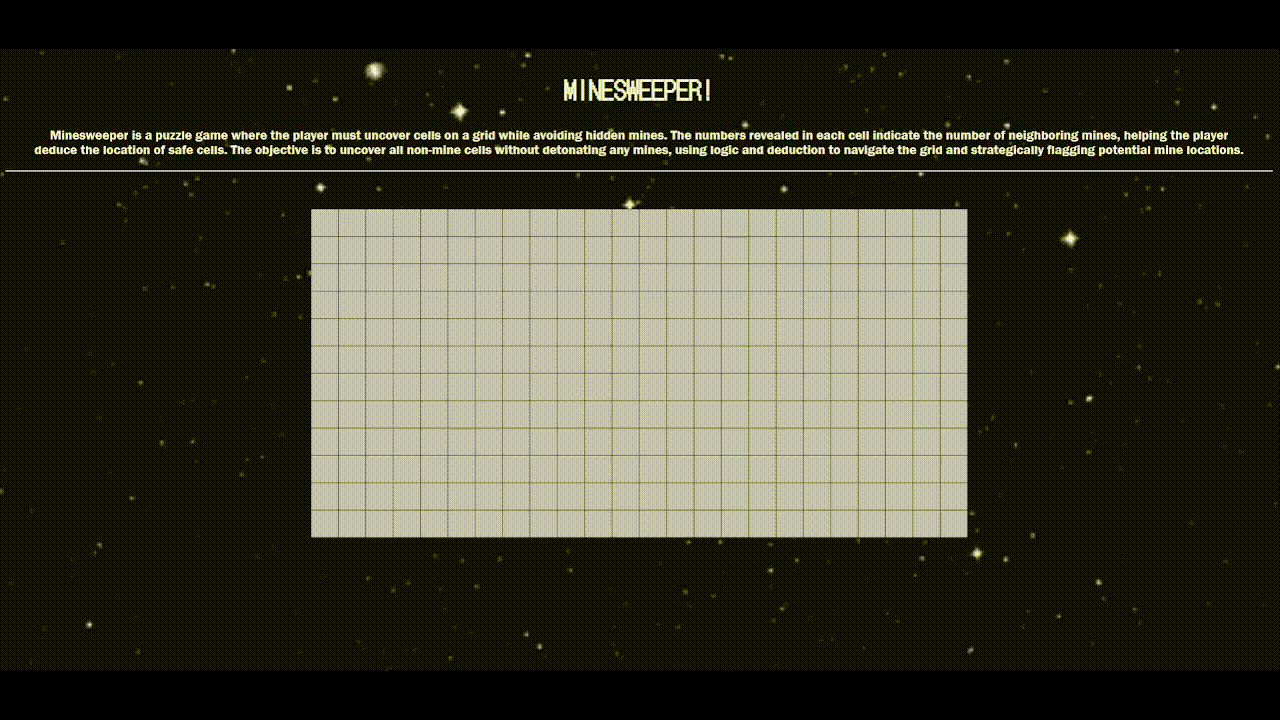 MINESWEEPER!
Minesweeper is a puzzle game where the player must uncover cells on a grid while avoiding hidden mines. The numbers revealed in each cell indicate the number of neighboring mines, helping the player
deduce the location of safe cells. The objective is to uncover all non-mine cells without detonating any mines, using logic and deduction to navigate the grid and strategically flagging potential mine locations.